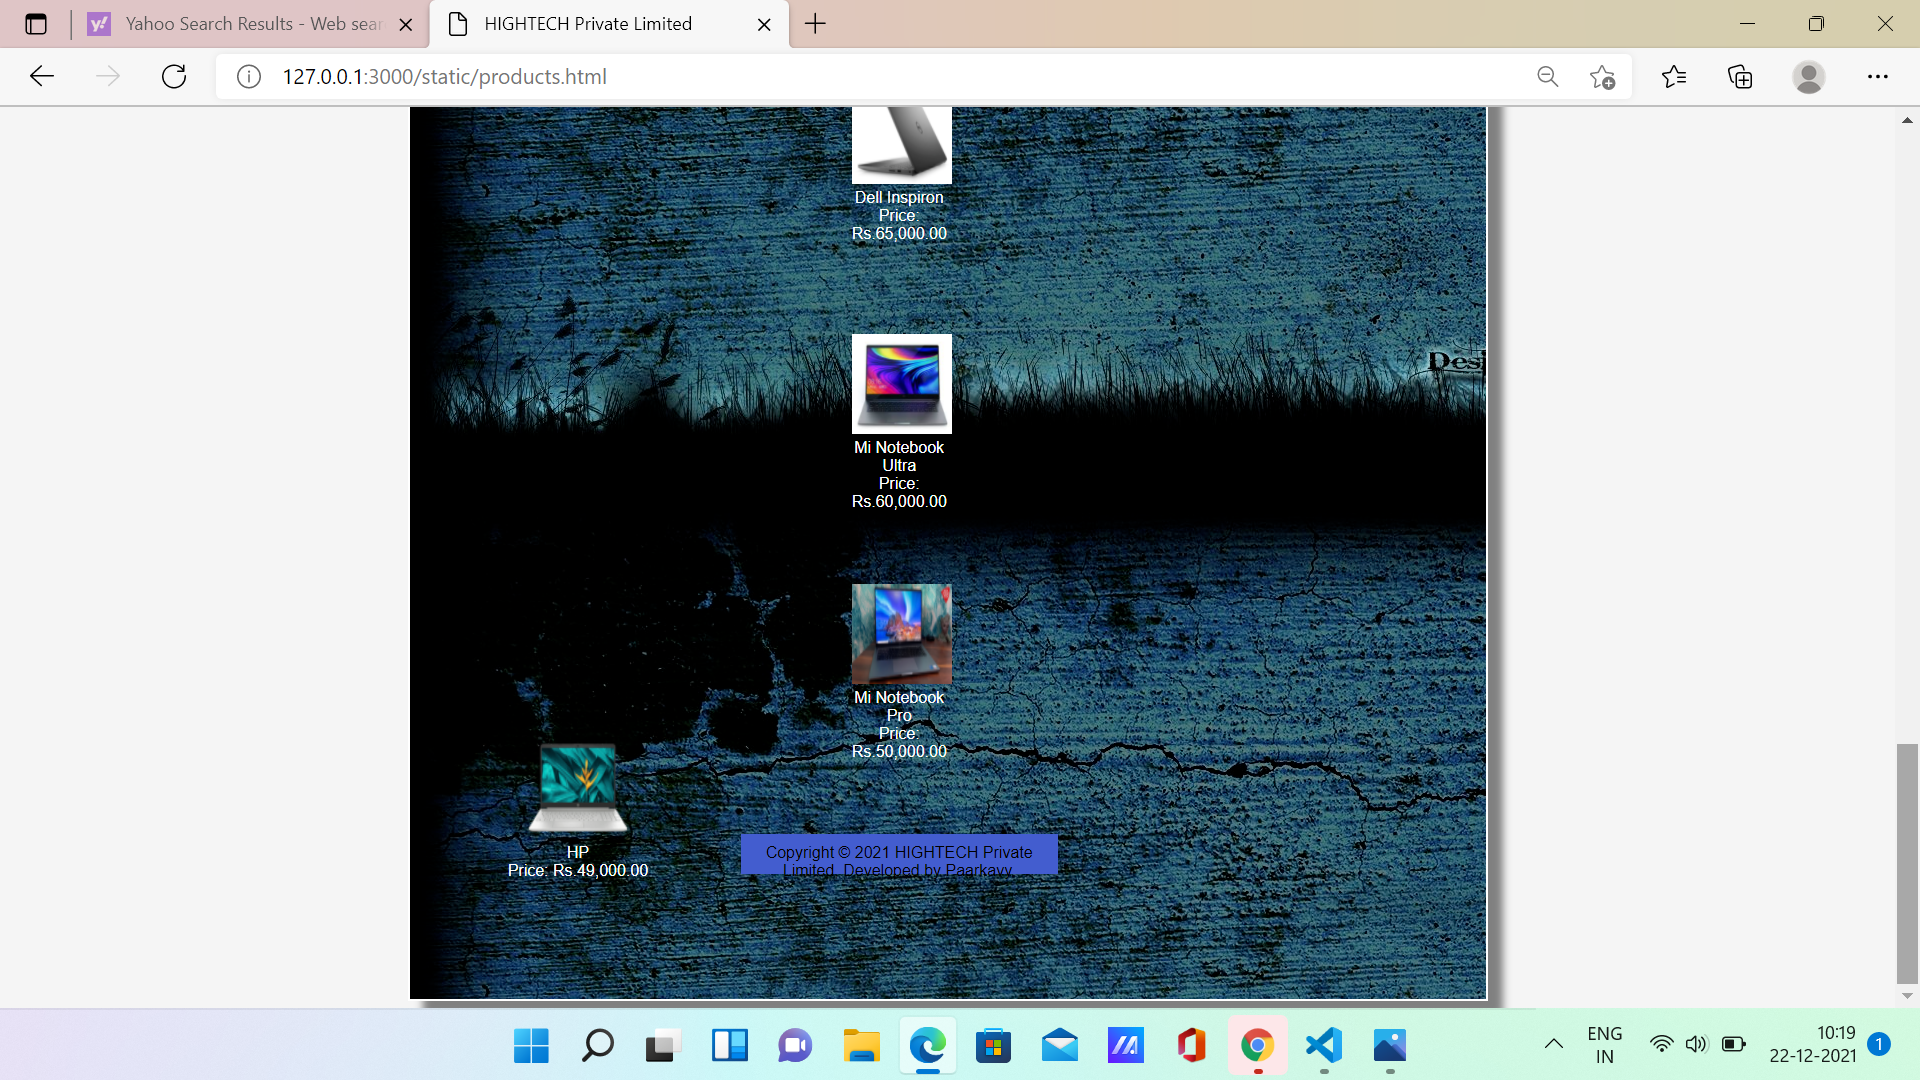 Yahoo Search Results - Web sear
HIGHTECH Private Limited
127.0.0.1:3000/static/products.html
Dell Inspiron
Price:
Rs.65,000.00
Desi
Mi Notebook
Ultra
Price:
Rs.60,000.00
Mi Notebook
Pro
Price:
Rs.50,000.00
HP
Price: Rs.49,000.00
Copyright © 2021 HIGHTECH Private
Limited, Developed by Paarkavy.
ENG
IN
10:19
22-12-2021
1